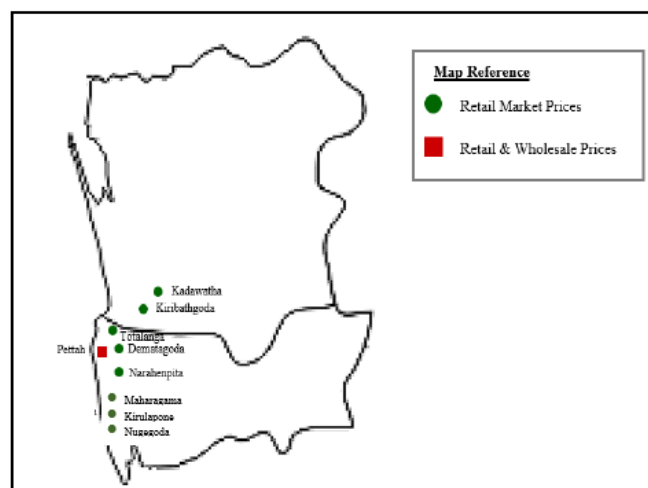 Map Reference
Retail Market Prices
Retail & Wholesale Prices
Kadawatha
Kiribathgoda
Totalanga
Pettah
Dematagoda
Narahenpita
Maharagama
Kirulapone
Nugegoda